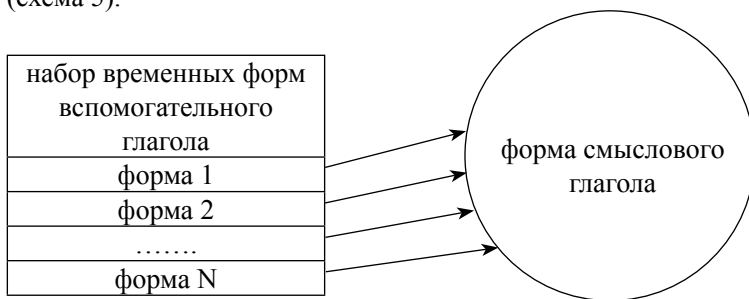 (схема 5).
набор временных форм
вспомогательного
глагола
форма 1
форма 2
…….
форма N
форма смыслового
глагола